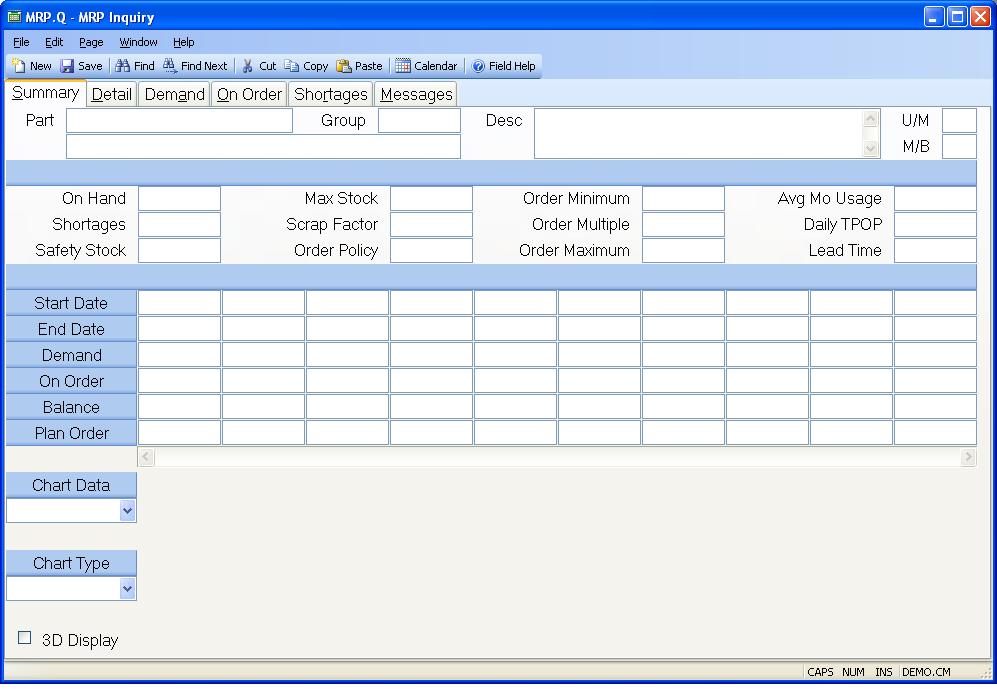 MRP.Q - MRP Inquiry
File Edit Page Window Help
New Save Find Find Next Cut Copy Paste Calendar Field Help
Summary Detail Demand On Order Shortages Messages
Part Group Desc U/M
M/B
On Hand Max Stock Order Minimum Avg Mo Usage
Shortages Scrap Factor Order Multiple Daily TPOP
Safety Stock Order Policy Order Maximum Lead Time
Start Date
End Date
Demand
On Order
Balance
Plan Order
Chart Data
Chart Type
3D Display
CAPS NUM INS DEMO.CM